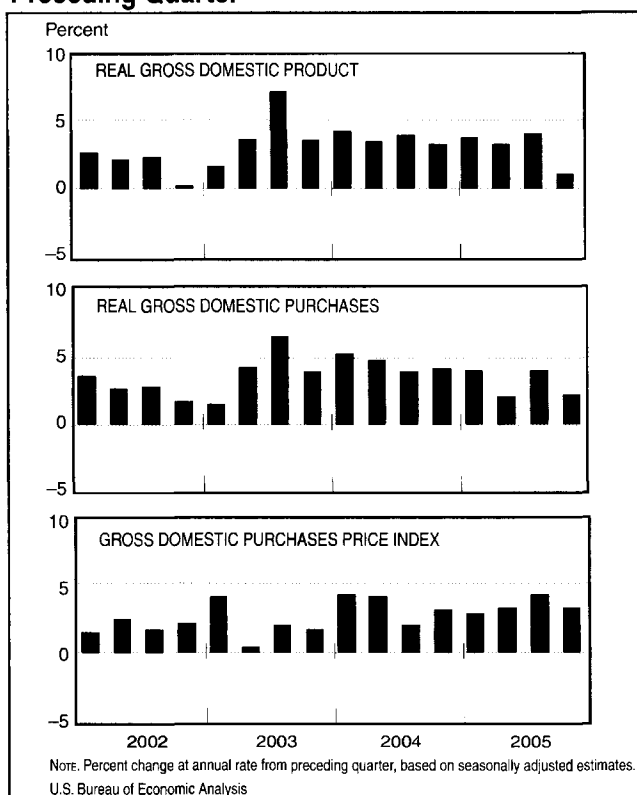 Preceding Quarter
Percent
10
REAL GROSS DOMESTIC PRODUCT
5
0
–5
10
REAL GROSS DOMESTIC PURCHASES
5
0
–5
10
GROSS DOMESTIC PURCHASES PRICE INDEX
5
0
–5
2002 2003 2004 2005
NOTE. Percent change at annual rate from preceding quarter, based on seasonally adjusted estimates.
U.S. Bureau of Economic Analysis